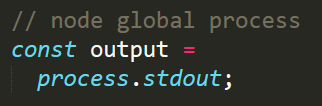 // node global process
const output =
process.stdout;